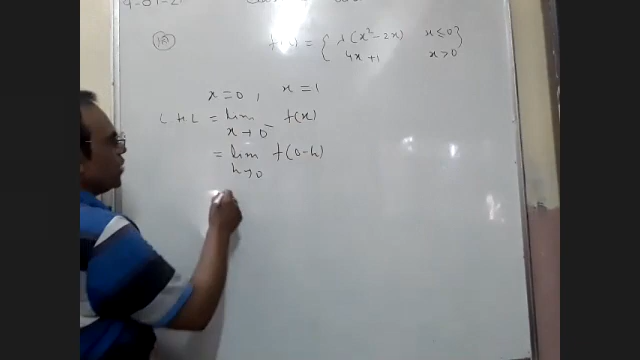 f(x) = { λ(x²-2x) x≤0 }
4x+1 x>0
x=0, x=1
LHL = lim f(x)
x→0⁻
= lim f(0-h)
h→0